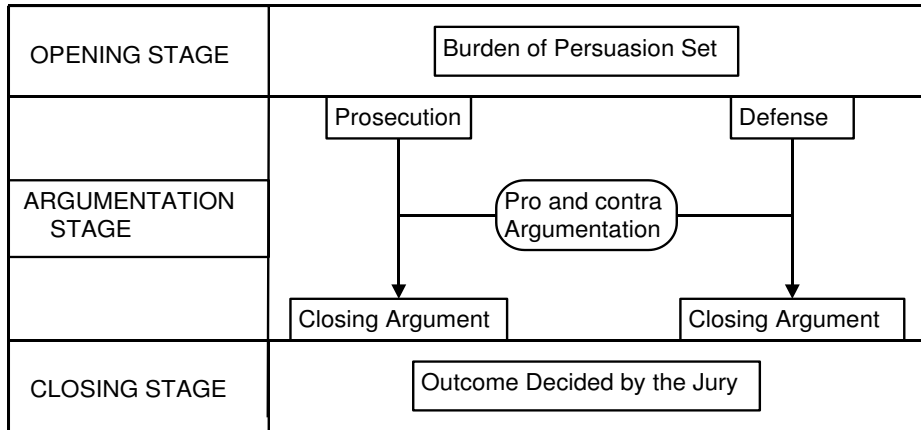 OPENING STAGE
Burden of Persuasion Set
Prosecution
Defense
ARGUMENTATION
STAGE
Pro and contra
Argumentation
Closing Argument
Closing Argument
CLOSING STAGE
Outcome Decided by the Jury